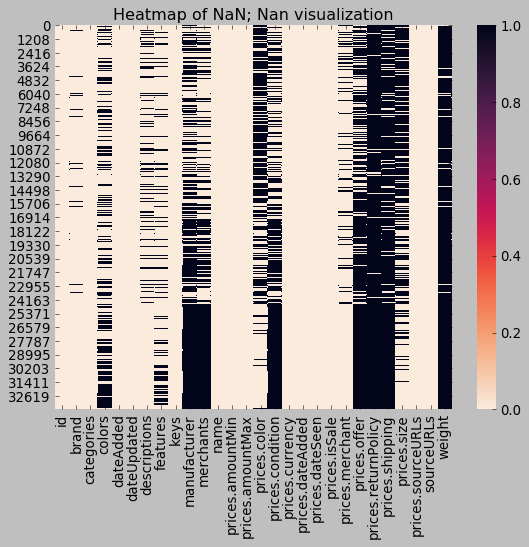 Heatmap of NaN; Nan visualization
0
1208
2416
3624
4832
6040
7248
8456
9664
10872
12080
13290
14498
15706
16914
18122
19330
20539
21747
22955
24163
25371
26579
27787
28995
30203
31411
32619
1.0
0.8
0.6
0.4
0.2
0.0
id
brand
categories
colors
dateAdded
dateUpdated
descriptions
features
keys
manufacturer
merchants
name
prices.amountMin
prices.amountMax
prices.color
prices.condition
prices.currency
prices.dateAdded
prices.dateSeen
prices.isSale
prices.merchant
prices.offer
prices.returnPolicy
prices.shipping
prices.size
prices.sourceURLs
sourceURLs
weight